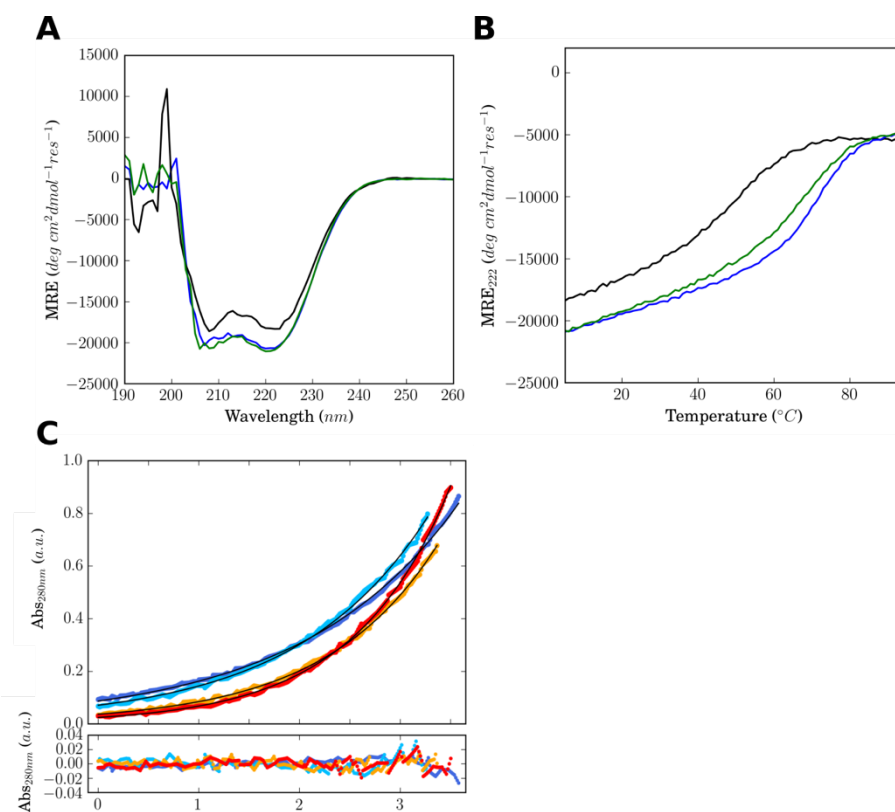 A
MRE (deg cm²dmol⁻¹res⁻¹)
15000
10000
5000
0
−5000
−10000
−15000
−20000
−25000
190 200 210 220 230 240 250 260
Wavelength (nm)
B
MRE₂₂₂ (deg cm²dmol⁻¹res⁻¹)
0
−5000
−10000
−15000
−20000
−25000
20 40 60 80
Temperature (°C)
C
Abs₂₈₀nm (a.u.)
1.0
0.8
0.6
0.4
0.2
0.0
Abs₂₈₀nm (a.u.)
0.04
0.02
0.00
−0.02
−0.04
0 1 2 3